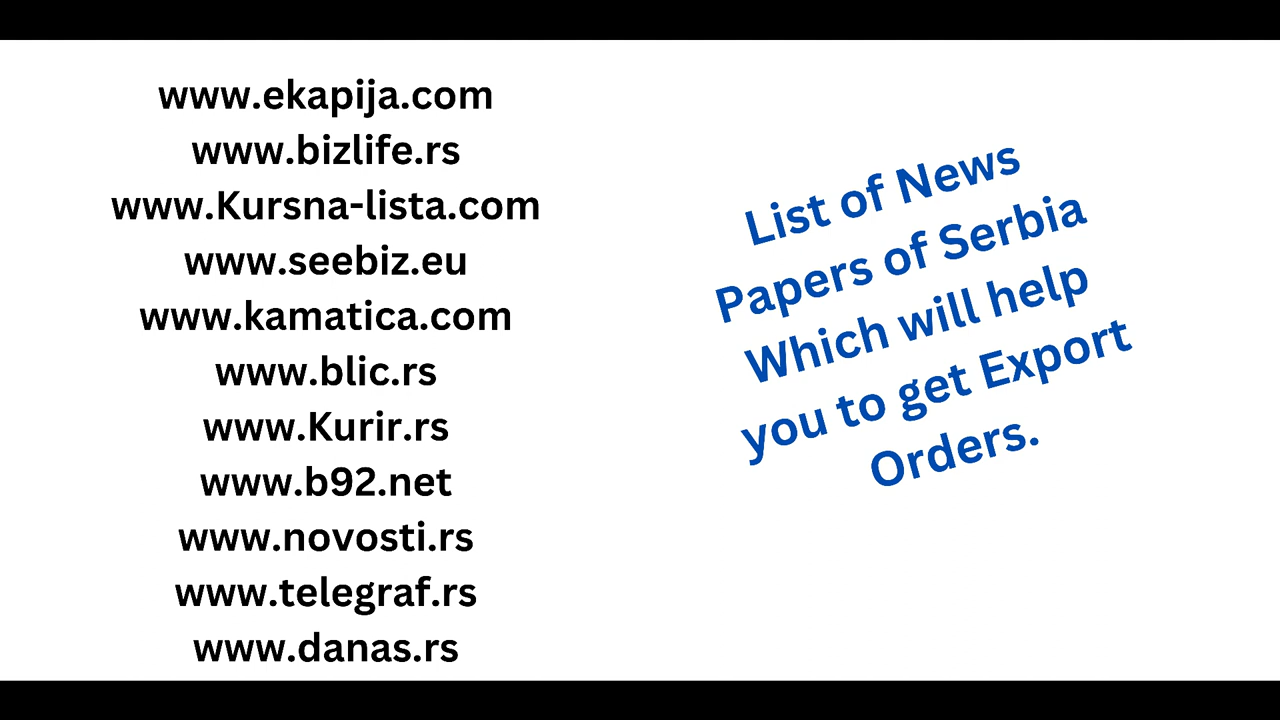 www.ekapija.com
www.bizlife.rs
www.Kursna-lista.com
www.seebiz.eu
www.kamatica.com
www.blic.rs
www.Kurir.rs
www.b92.net
www.novosti.rs
www.telegraf.rs
www.danas.rs
List of News
Papers of Serbia
Which will help
you to get Export
Orders.